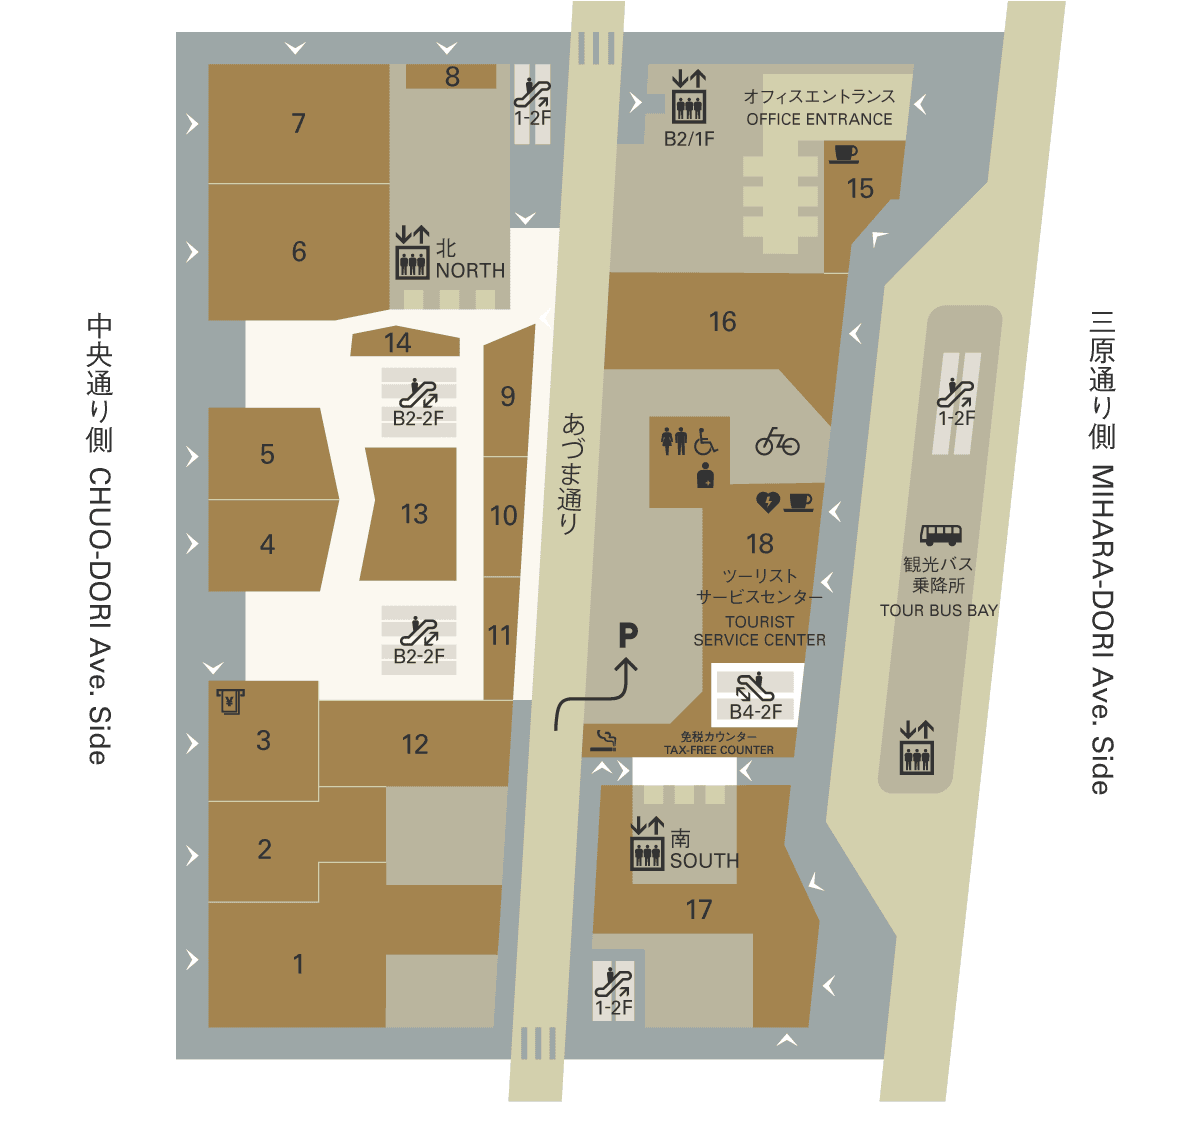 8
7
1-2F
オフィスエントランス
OFFICE ENTRANCE
B2/1F
15
6
北
NORTH
14
16
9
B2-2F
1-2F
5
13
10
4
18
ツーリスト
サービスセンター
TOURIST
SERVICE CENTER
観光バス
乗降所
TOUR BUS BAY
あづま通り
中央通り側 CHUO-DORI Ave. Side
三原通り側 MIHARA-DORI Ave. Side
11
P
B2-2F
B4-2F
¥
3
12
免税カウンター
TAX-FREE COUNTER
2
南
SOUTH
17
1
1-2F